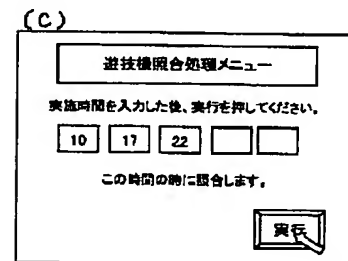 (C)
遊技機照合処理メニュー
実施時間を入力した後、実行を押してください。
10 17 22
この時間の時に照合します。
実行